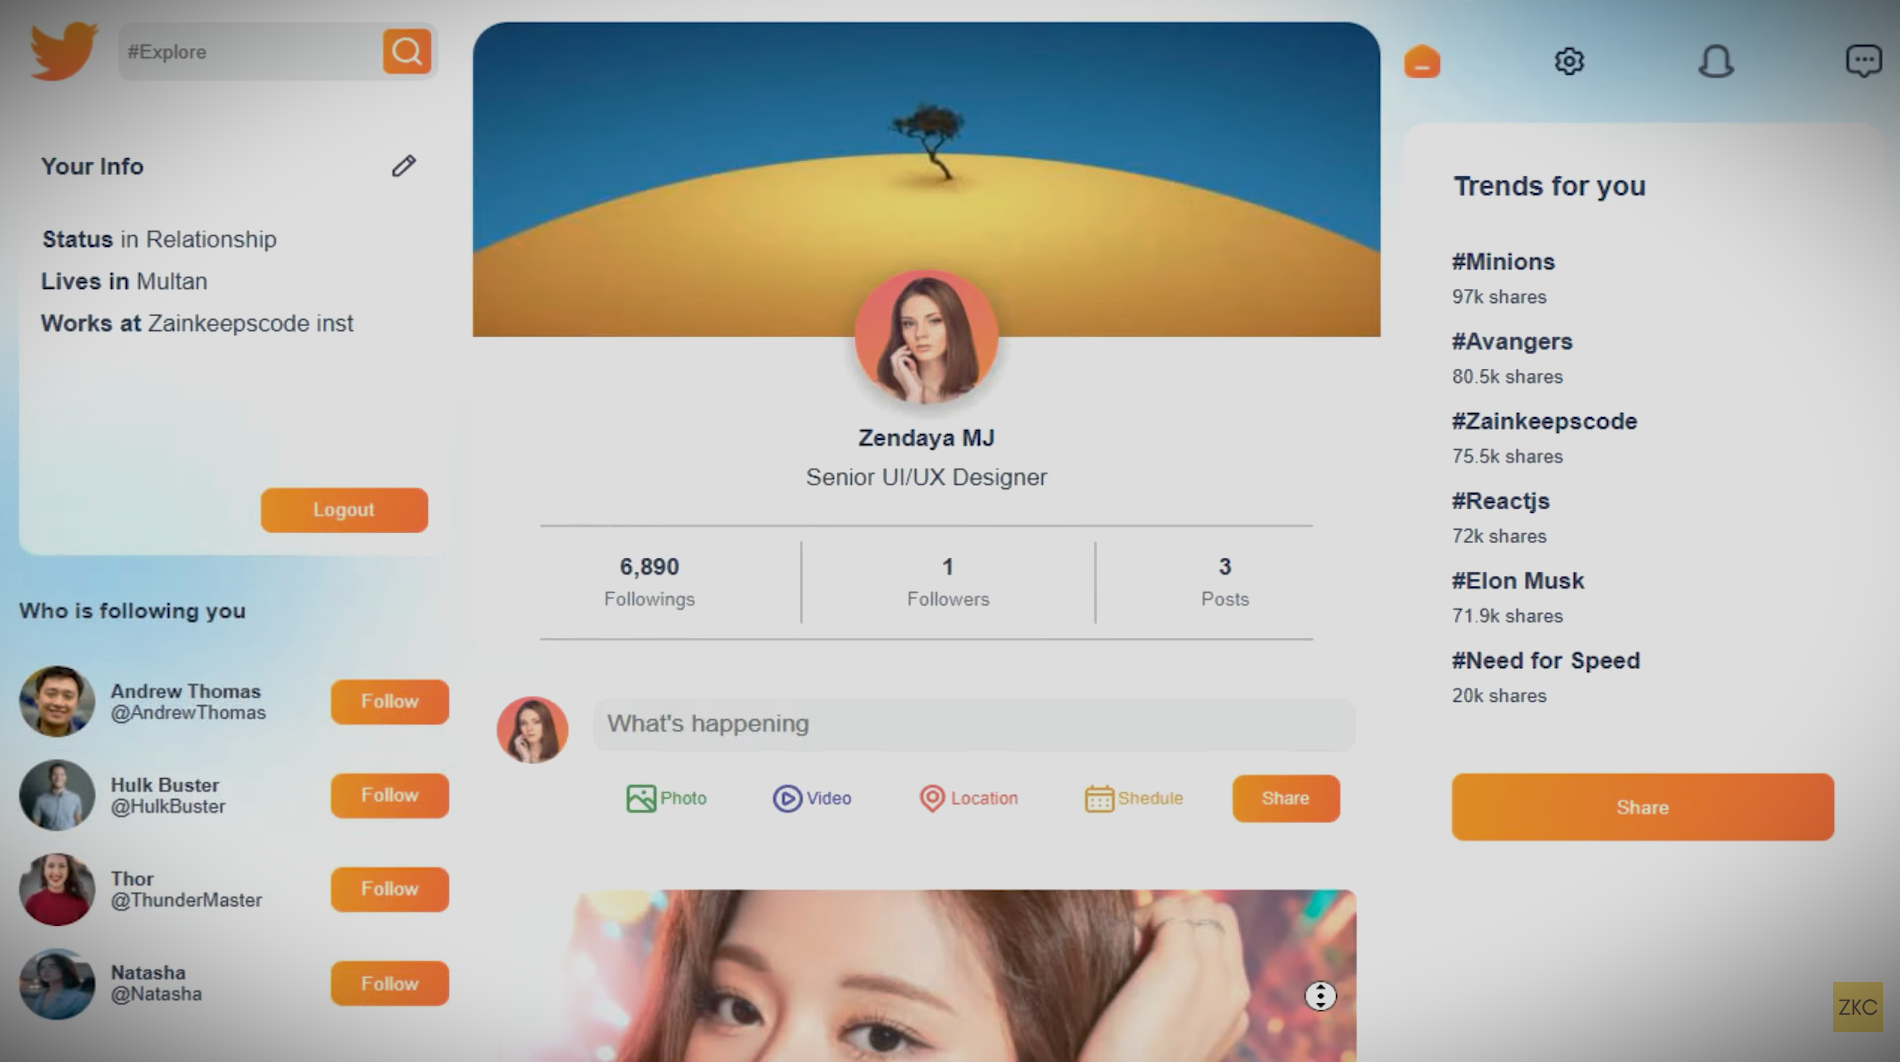 #Explore
Your Info
Status in Relationship
Lives in Multan
Works at Zainkeepscode inst
Logout
Who is following you
Andrew Thomas
@AndrewThomas
Follow
Hulk Buster
@HulkBuster
Follow
Thor
@ThunderMaster
Follow
Natasha
@Natasha
Follow
Zendaya MJ
Senior UI/UX Designer
6,890
Followings
1
Followers
3
Posts
What's happening
Photo
Video
Location
Shedule
Share
Trends for you
#Minions
97k shares
#Avangers
80.5k shares
#Zainkeepscode
75.5k shares
#Reactjs
72k shares
#Elon Musk
71.9k shares
#Need for Speed
20k shares
Share
ZKC